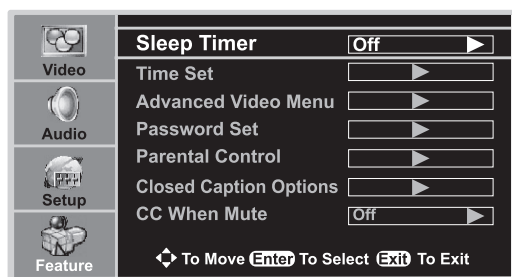 Video
Audio
Setup
Feature
Sleep Timer Off
Time Set
Advanced Video Menu
Password Set
Parental Control
Closed Caption Options
CC When Mute Off
To Move Enter To Select Exit To Exit